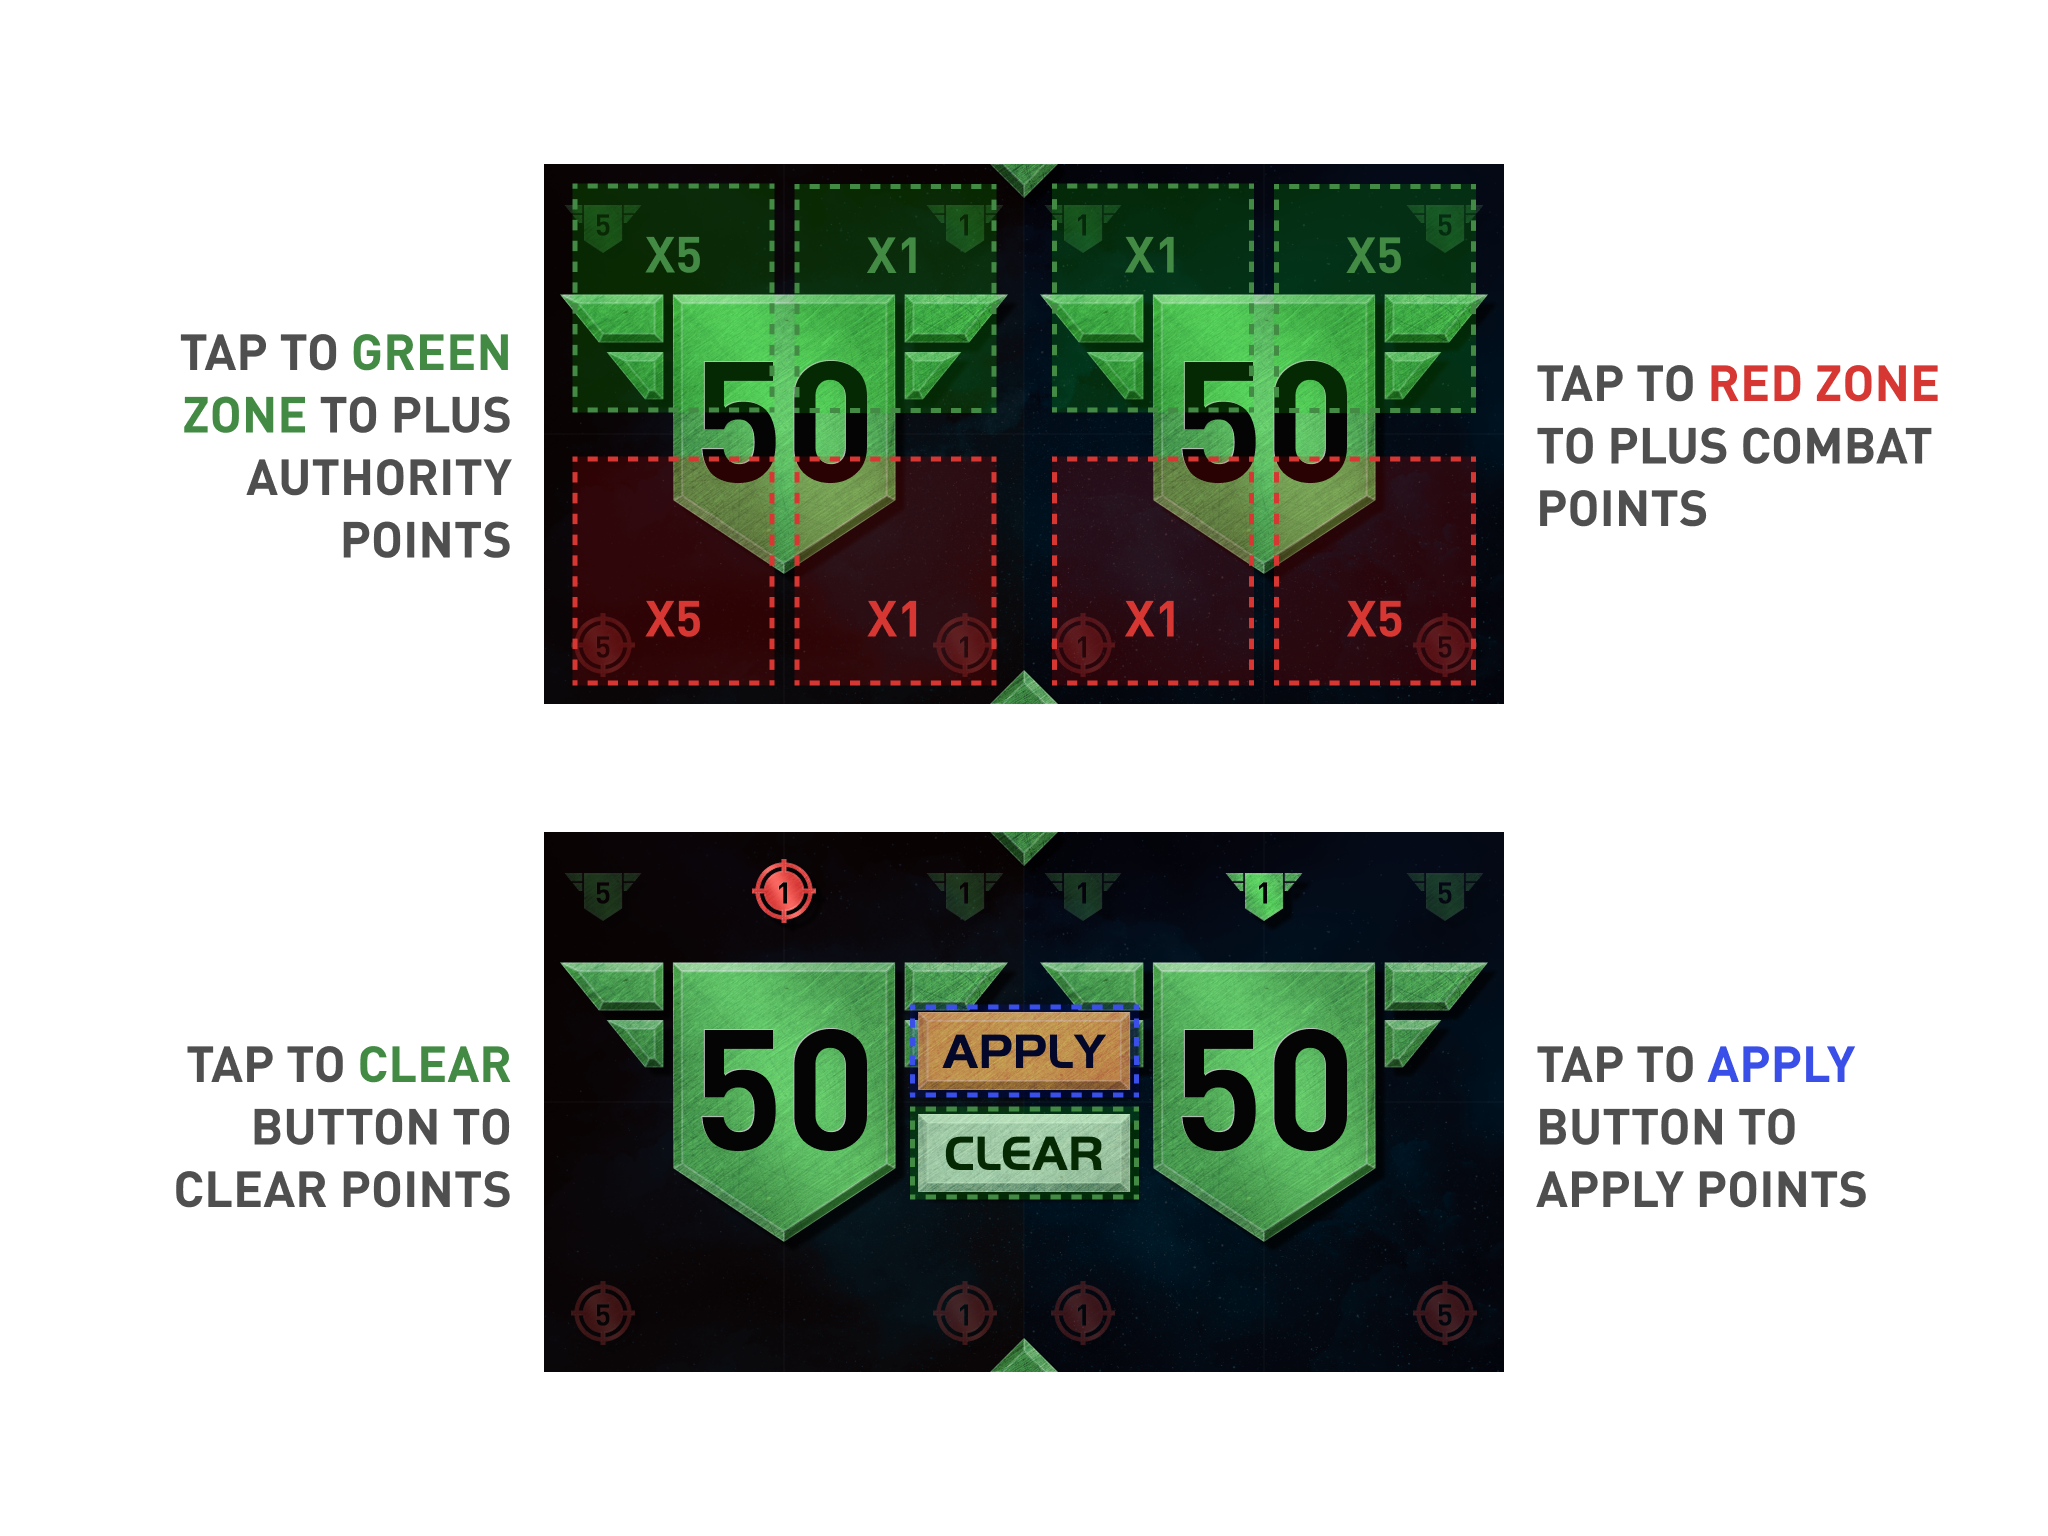 TAP TO GREEN
ZONE TO PLUS
AUTHORITY
POINTS
5 1 1 5
X5 X1 X1 X5
50 50
X5 X1 X1 X5
5 1 1 5
TAP TO RED ZONE
TO PLUS COMBAT
POINTS
TAP TO CLEAR
BUTTON TO
CLEAR POINTS
5 1 1 1 1 5
50 50
APPLY
CLEAR
5 1 1 5
TAP TO APPLY
BUTTON TO
APPLY POINTS